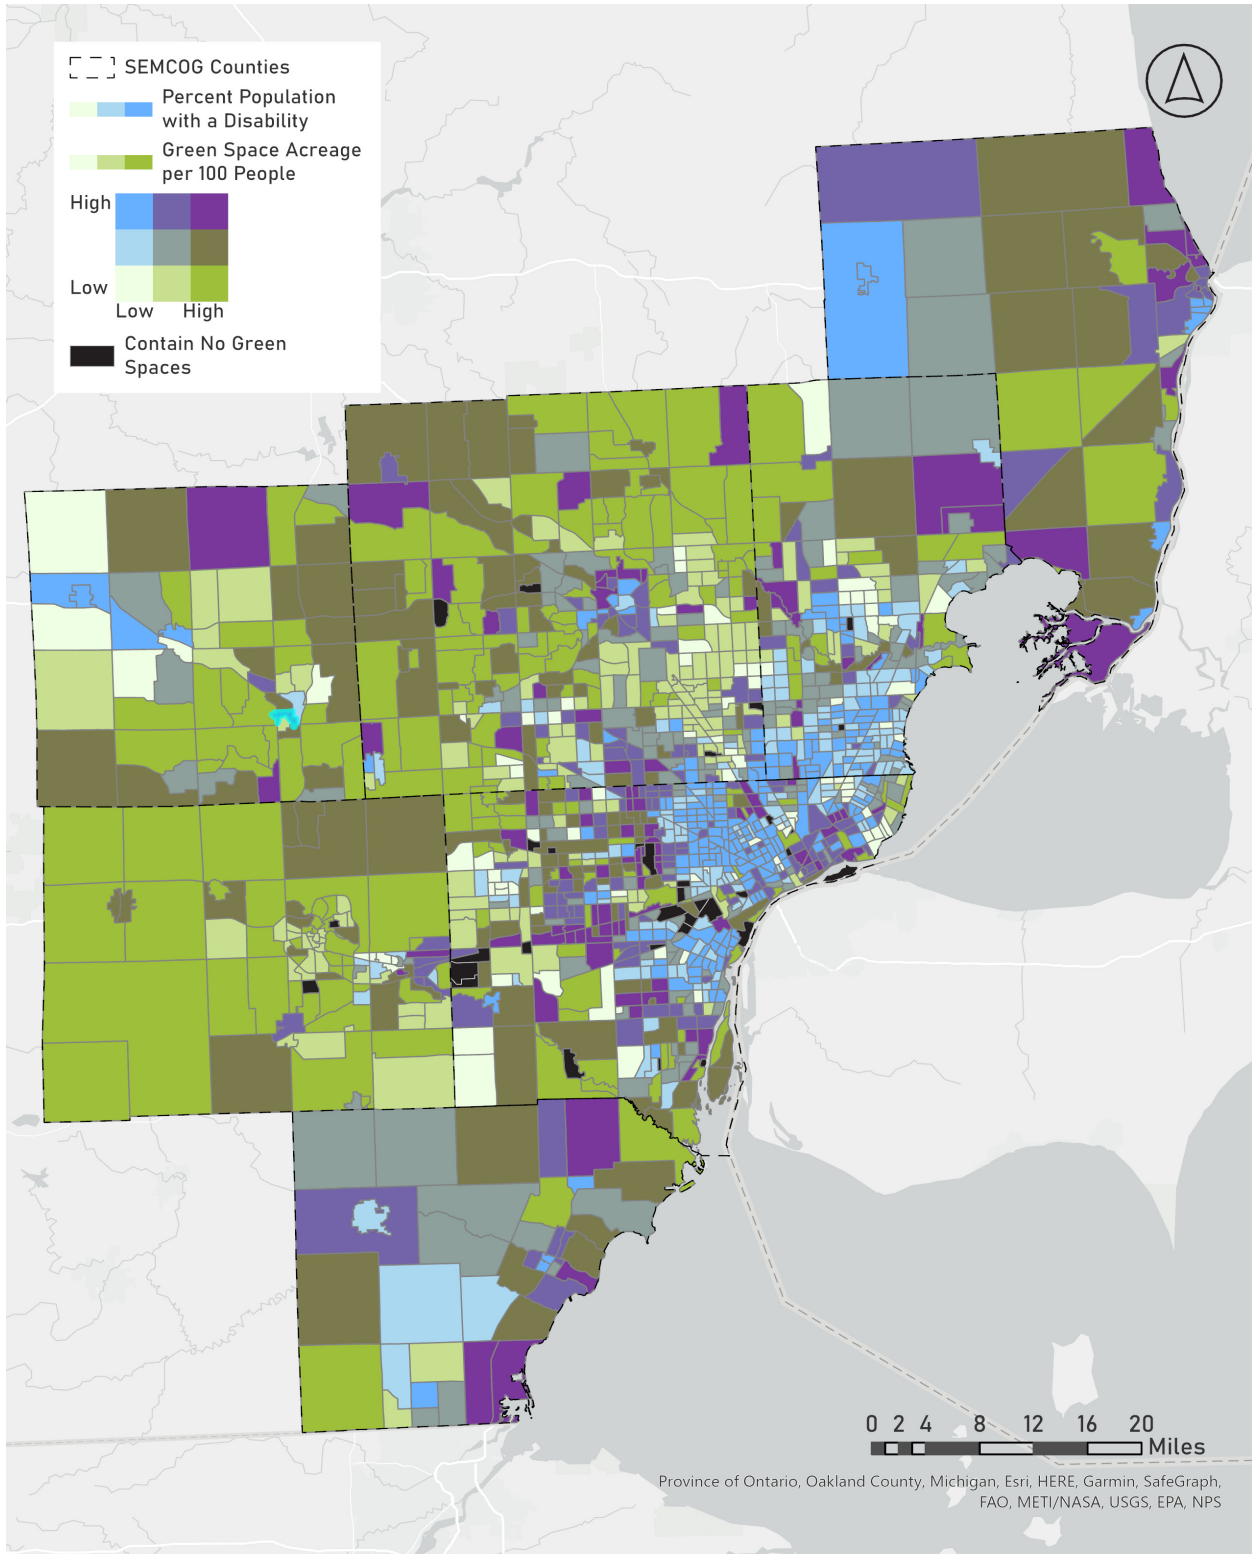 SEMCOG Counties
Percent Population
with a Disability
Green Space Acreage
per 100 People
High
Low
Low High
Contain No Green
Spaces
0 2 4 8 12 16 20
Miles
Province of Ontario, Oakland County, Michigan, Esri, HERE, Garmin, SafeGraph,
FAO, METI/NASA, USGS, EPA, NPS